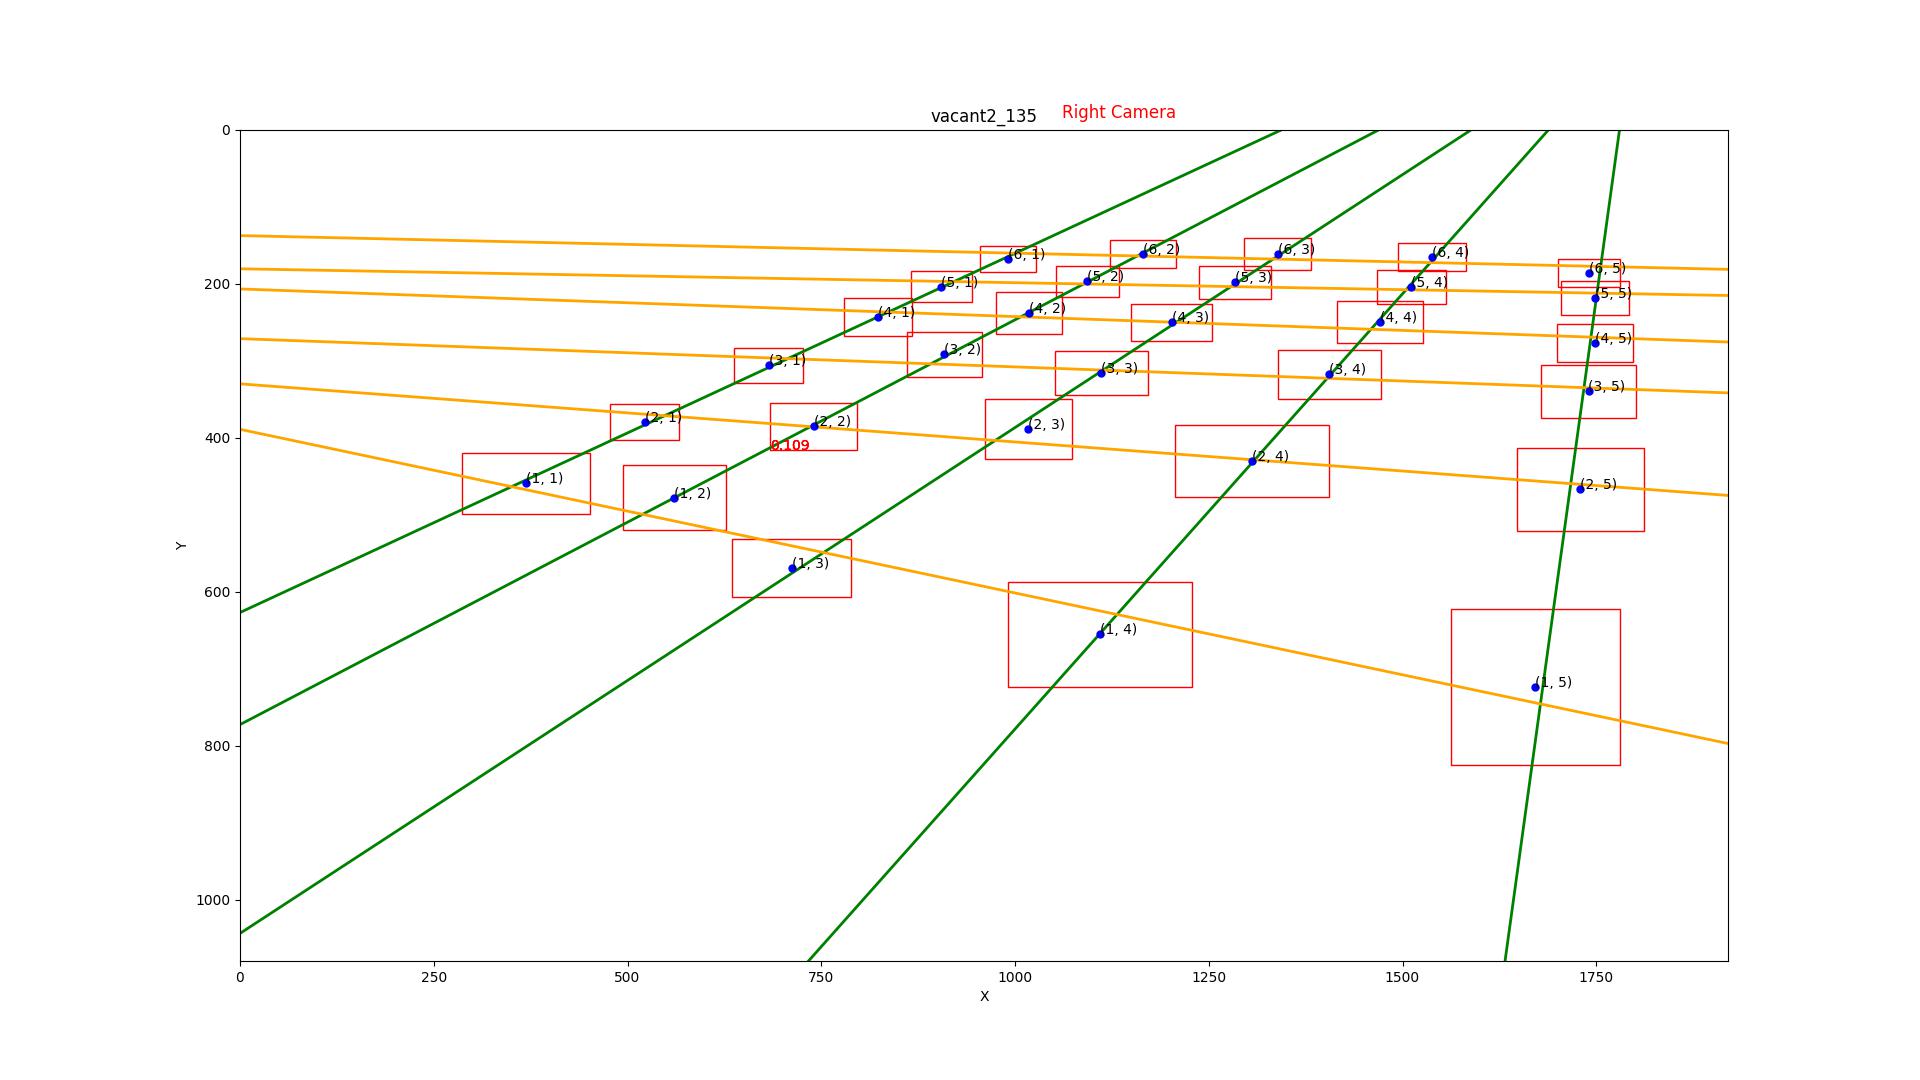 vacant2_135 Right Camera
0
(6, 1) (6, 2) (6, 3) (6, 4) (6, 5)
200
(5, 1) (5, 2) (5, 3) (5, 4) (5, 5)
(4, 1) (4, 2) (4, 3) (4, 4) (4, 5)
(3, 1) (3, 2) (3, 3) (3, 4) (3, 5)
400
(2, 1) (2, 2) (2, 3) (2, 4) (2, 5)
0.109
(1, 1) (1, 2) (1, 3) (1, 4) (1, 5)
Y
600
800
1000
0 250 500 750 1000 1250 1500 1750
X